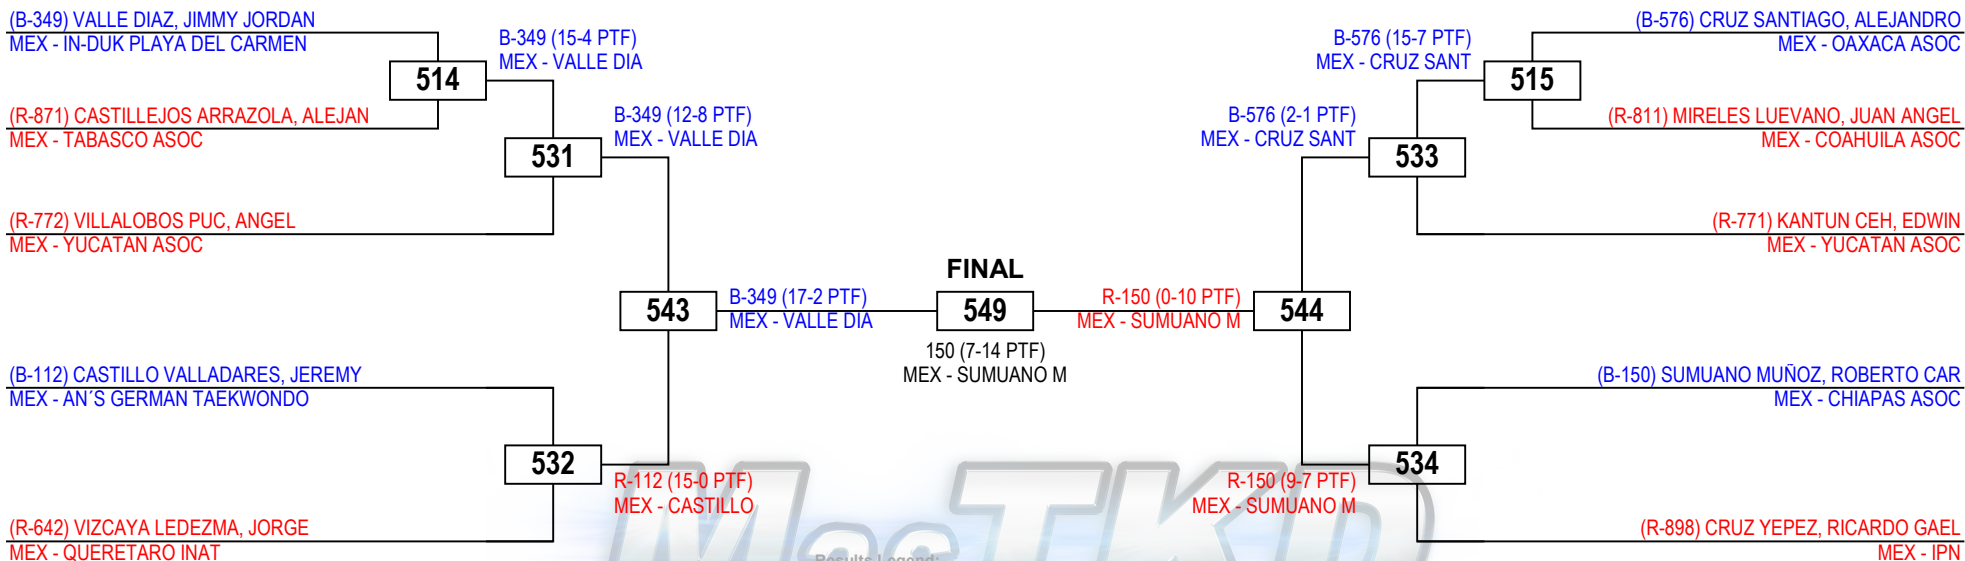 (B-349) VALLE DIAZ, JIMMY JORDAN
MEX - IN-DUK PLAYA DEL CARMEN
514
(R-871) CASTILLEJOS ARRAZOLA, ALEJAN
MEX - TABASCO ASOC
B-349 (15-4 PTF)
MEX - VALLE DIA
531
(R-772) VILLALOBOS PUC, ANGEL
MEX - YUCATAN ASOC
B-349 (12-8 PTF)
MEX - VALLE DIA
543
B-349 (17-2 PTF)
MEX - VALLE DIA
(B-112) CASTILLO VALLADARES, JEREMY
MEX - AN´S GERMAN TAEKWONDO
532
(R-642) VIZCAYA LEDEZMA, JORGE
MEX - QUERETARO INAT
R-112 (15-0 PTF)
MEX - CASTILLO
FINAL
549
150 (7-14 PTF)
MEX - SUMUANO M
(B-576) CRUZ SANTIAGO, ALEJANDRO
MEX - OAXACA ASOC
515
(R-811) MIRELES LUEVANO, JUAN ANGEL
MEX - COAHUILA ASOC
B-576 (15-7 PTF)
MEX - CRUZ SANT
533
(R-771) KANTUN CEH, EDWIN
MEX - YUCATAN ASOC
B-576 (2-1 PTF)
MEX - CRUZ SANT
544
R-150 (0-10 PTF)
MEX - SUMUANO M
(B-150) SUMUANO MUÑOZ, ROBERTO CAR
MEX - CHIAPAS ASOC
534
(R-898) CRUZ YEPEZ, RICARDO GAEL
MEX - IPN
R-150 (9-7 PTF)
MEX - SUMUANO M
MasTKD
Results Legend: